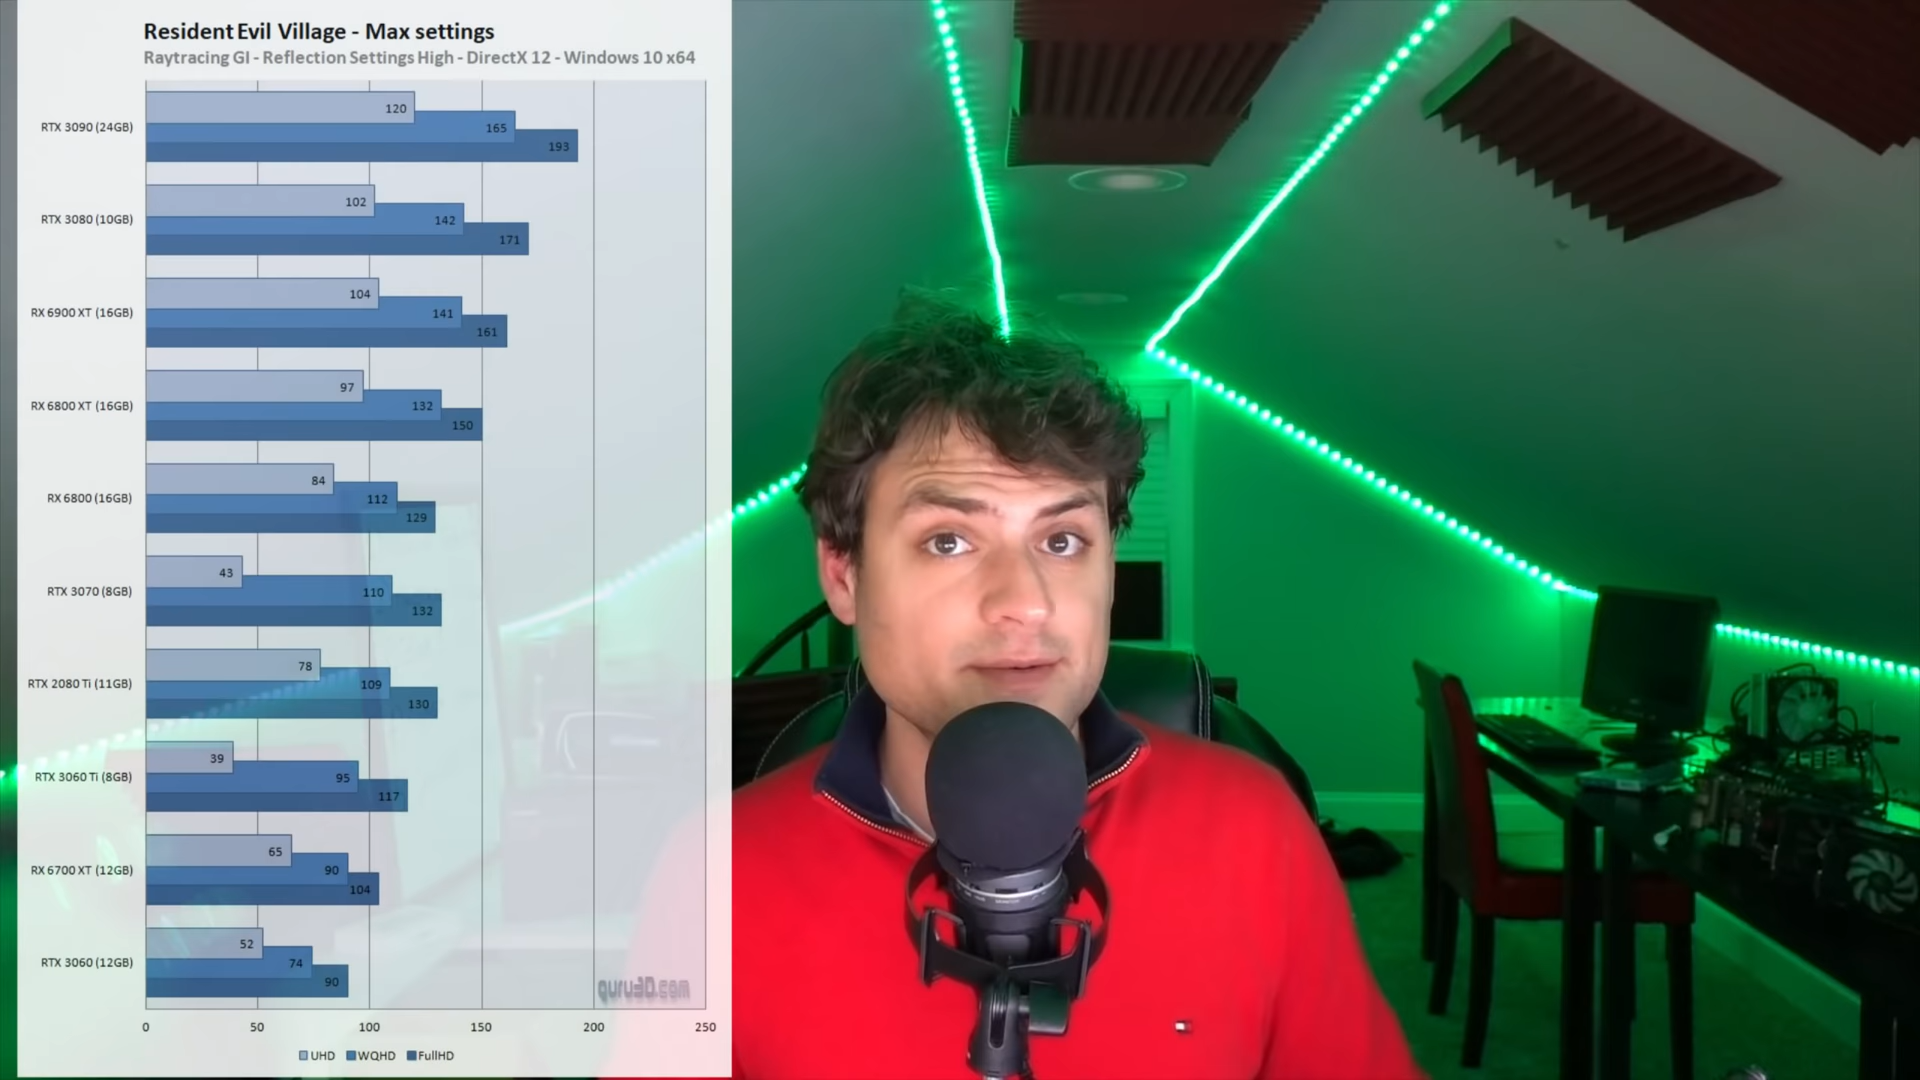 Resident Evil Village - Max settings
Raytracing GI - Reflection Settings High - DirectX 12 - Windows 10 x64
RTX 3090 (24GB)
120
165
193
RTX 3080 (10GB)
102
142
171
RX 6900 XT (16GB)
104
141
161
RX 6800 XT (16GB)
97
132
150
RX 6800 (16GB)
84
112
129
RTX 3070 (8GB)
43
110
132
RTX 2080 Ti (11GB)
78
109
130
RTX 3060 Ti (8GB)
39
95
117
RX 6700 XT (12GB)
65
90
104
RTX 3060 (12GB)
52
74
90
guru3D.com
0 50 100 150 200 250
UHD WQHD FullHD